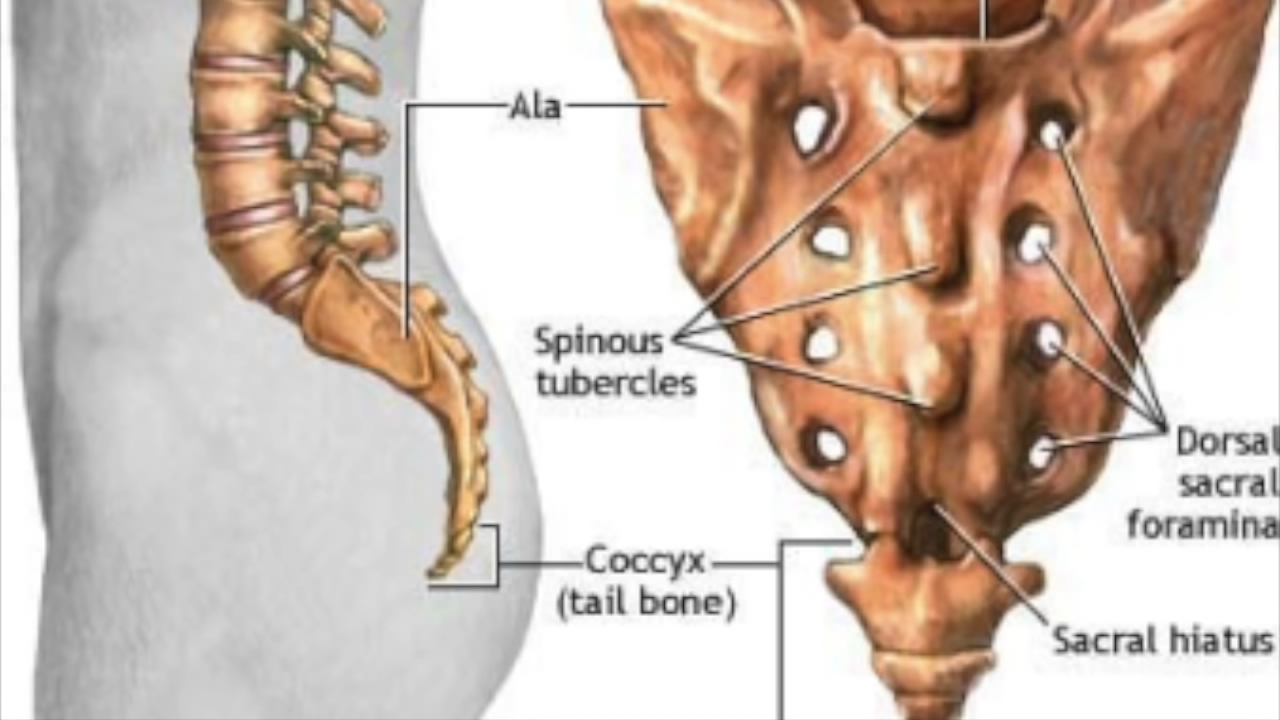 Ala
Spinous
tubercles
Dorsal
sacral
foramina
Coccyx
(tail bone)
Sacral hiatus